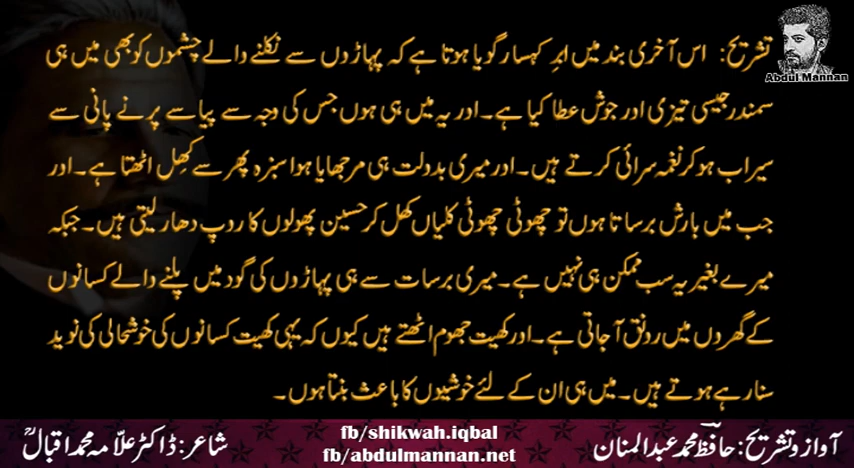 Abdul Mannan
تشریح: اس آخری بند میں ابرِ کہسار گویا ہوتا ہے کہ پہاڑوں سے نکلنے والے چشموں کو بھی میں ہی
سمندر جیسی تیزی اور جوش عطا کیا ہے۔ اور یہ میں ہی ہوں جس کی وجہ سے پیاسے پرنے پانی سے
سیراب ہو کر نغمہ سرائی کرتے ہیں۔ اور میری بدولت ہی مرجھایا ہوا سبزہ پھر سے کھِل اٹھتا ہے۔ اور
جب میں بارش برساتا ہوں تو چھوٹی چھوٹی کلیاں کھل کر حسین پھولوں کا روپ دھار لیتی ہیں۔ جبکہ
میرے بغیر یہ سب ممکن ہی نہیں ہے۔ میری برسات سے ہی پہاڑوں کی گود میں پلنے والے کسانوں
کے گھردں میں رونق آ جاتی ہے۔ اور کھیت جھوم اٹھتے ہیں کیوں کہ یہی کھیت کسانوں کی خوشحالی کی نوید
سنا رہے ہوتے ہیں۔ میں ہی ان کے لئے خوشیوں کا باعث بنتا ہوں۔
آواز و تشریح: حافظ محمد عبدالمنان
fb/shikwah.iqbal
fb/abdulmannan.net
شاعر: ڈاکٹر علّامہ محمد اقبالؒ